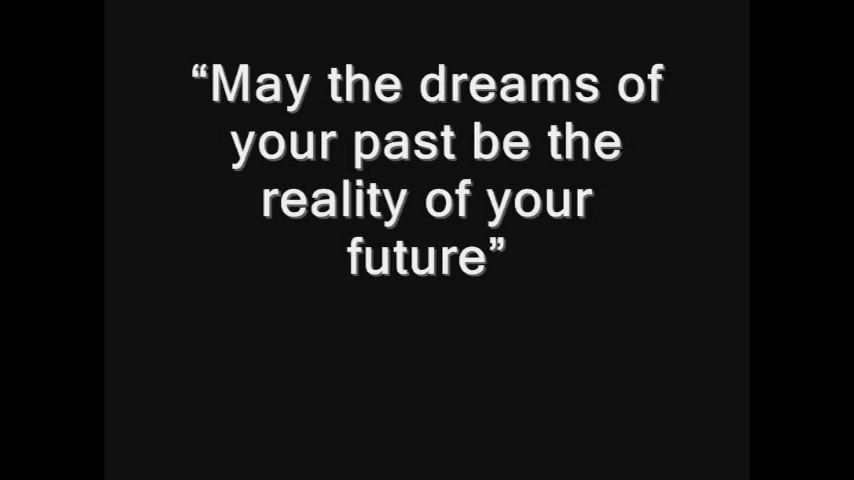 “May the dreams of
your past be the
reality of your
future”